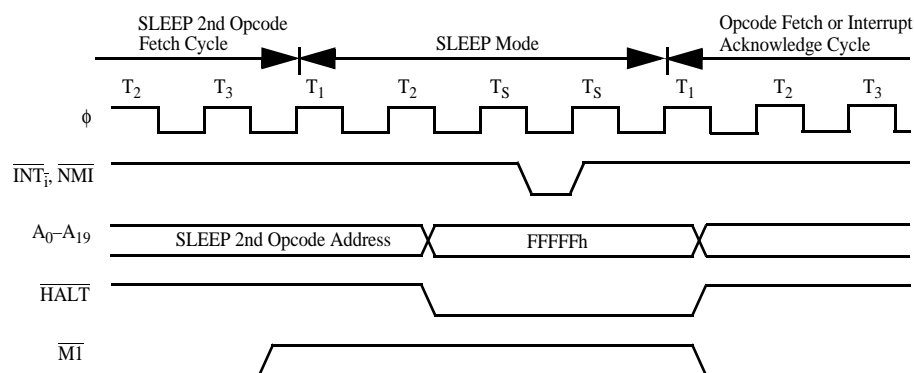 SLEEP 2nd Opcode
Fetch Cycle
SLEEP Mode
Opcode Fetch or Interrupt
Acknowledge Cycle
T2 T3 T1 T2 TS TS T1 T2 T3
ϕ
INTi, NMI
A0–A19
SLEEP 2nd Opcode Address
FFFFFh
HALT
M1